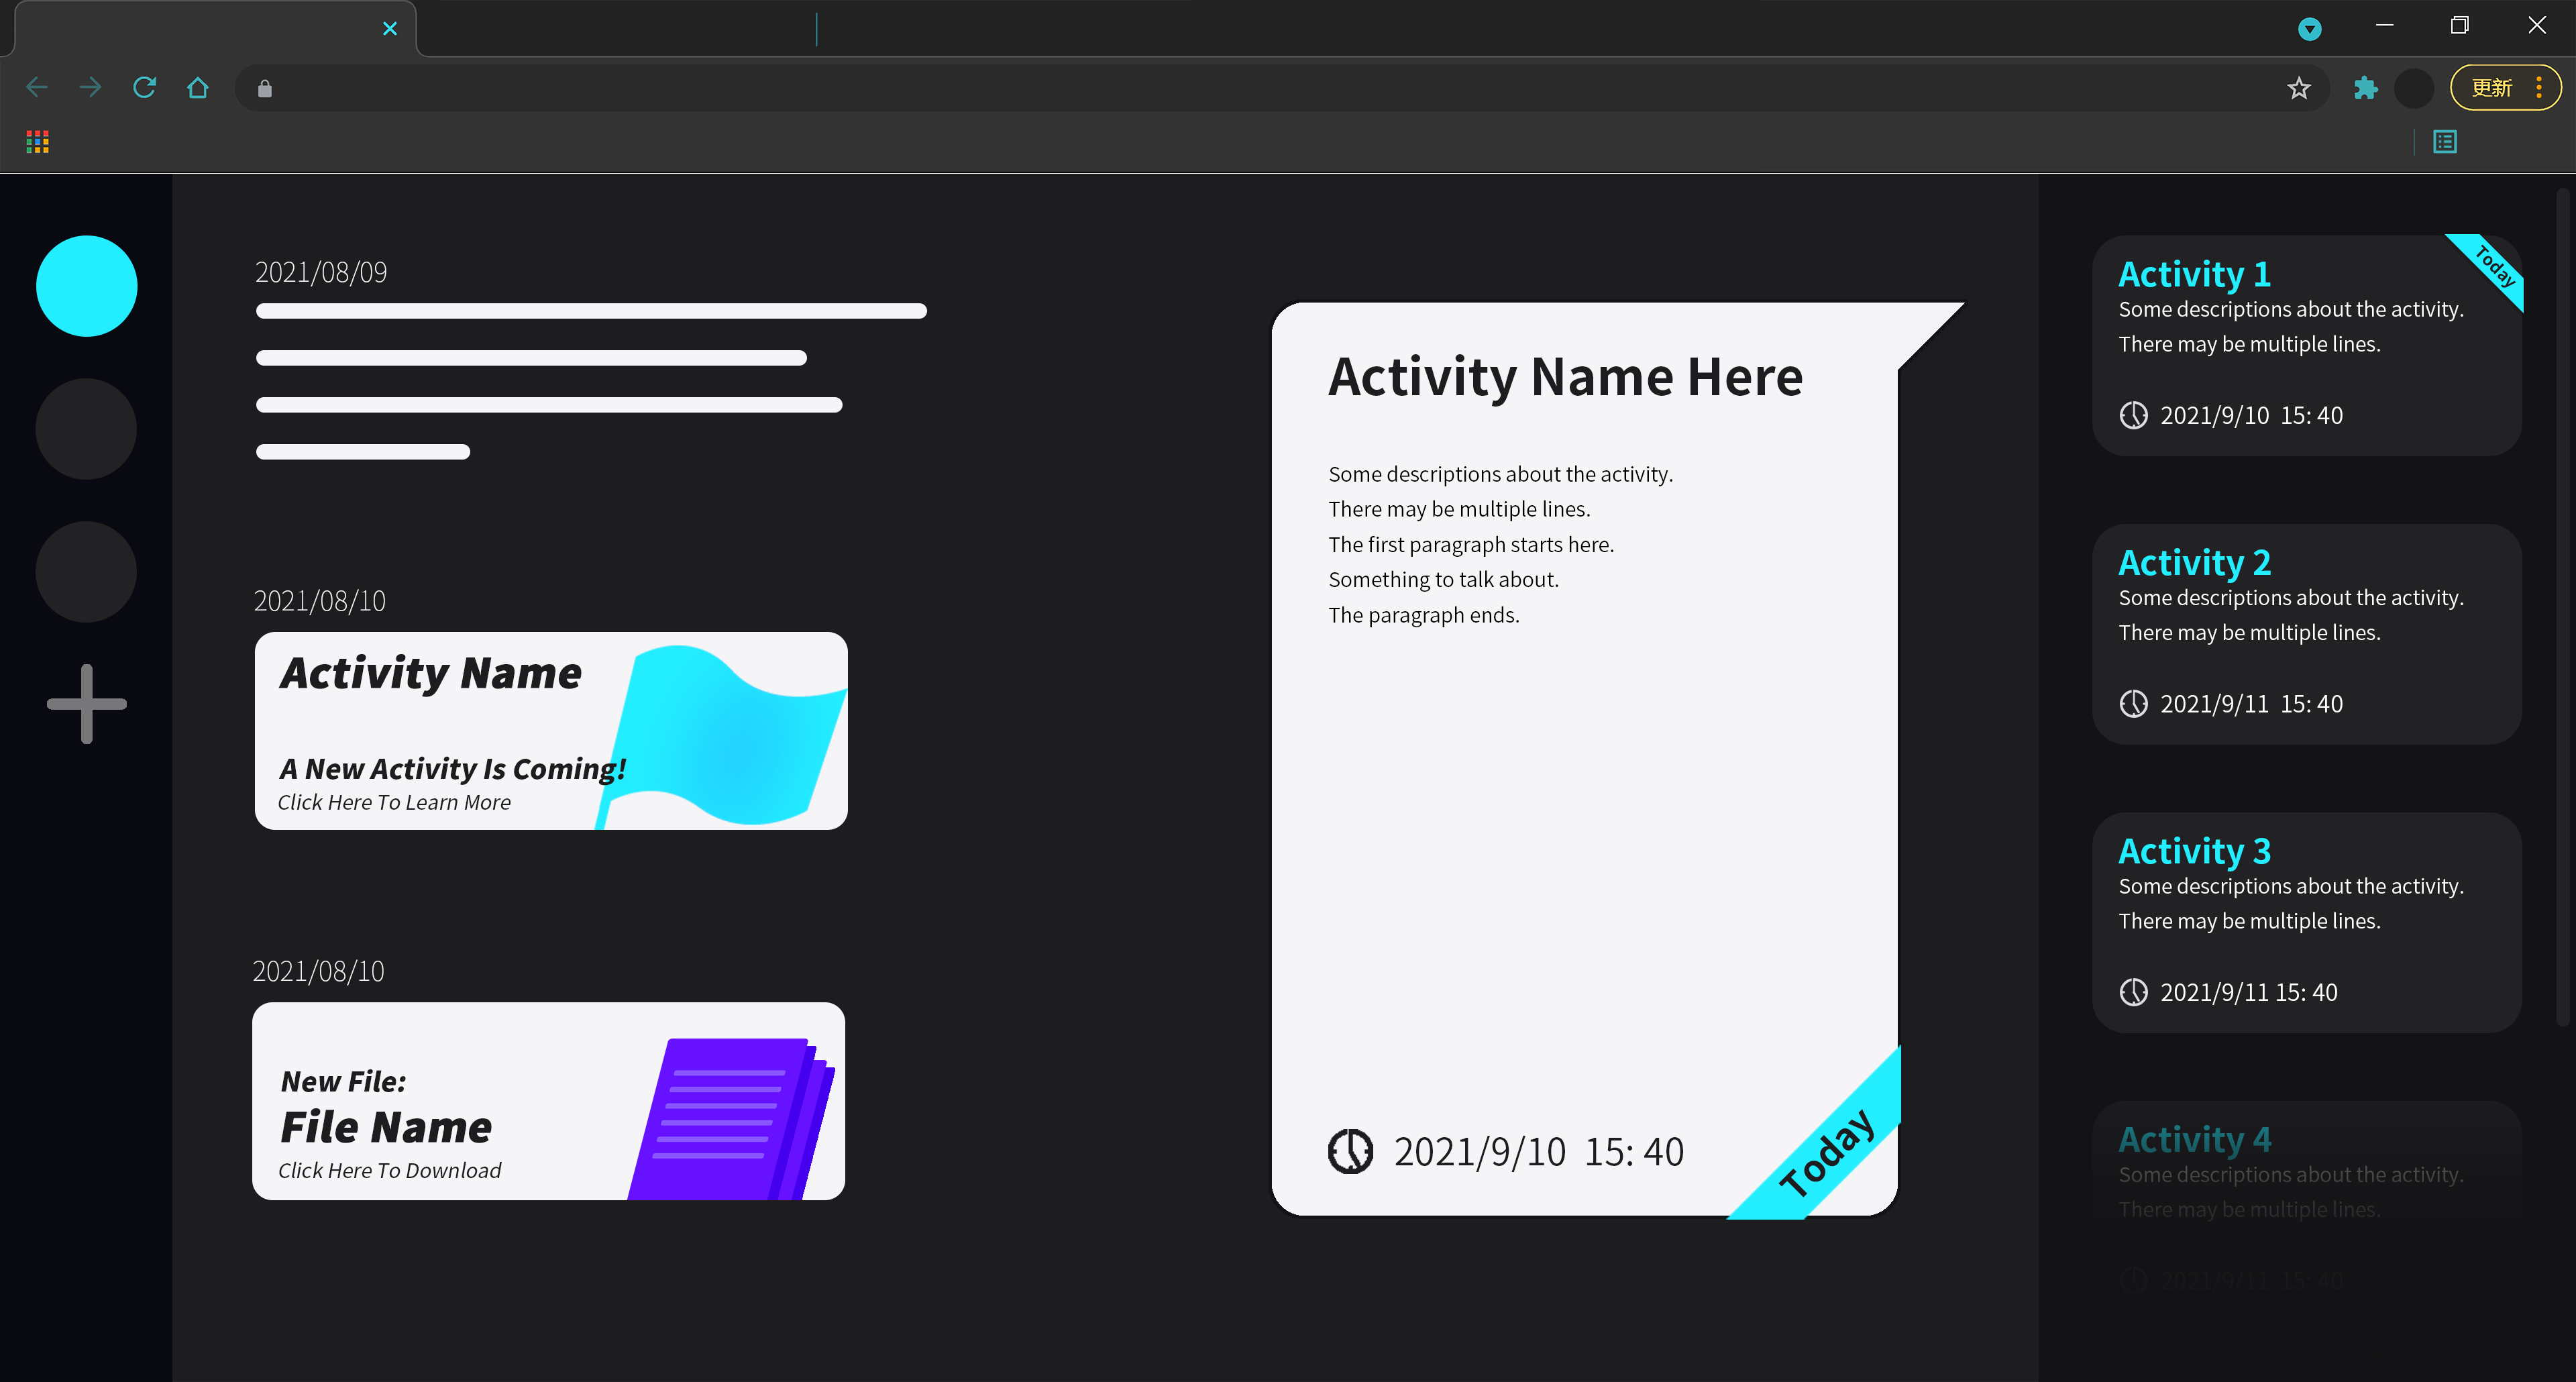 更新
2021/08/09
2021/08/10
Activity Name
A New Activity Is Coming!
Click Here To Learn More
2021/08/10
New File:
File Name
Click Here To Download
Activity Name Here
Some descriptions about the activity.
There may be multiple lines.
The first paragraph starts here.
Something to talk about.
The paragraph ends.
2021/9/10 15: 40
Today
Activity 1
Today
Some descriptions about the activity.
There may be multiple lines.
2021/9/10 15: 40
Activity 2
Some descriptions about the activity.
There may be multiple lines.
2021/9/11 15: 40
Activity 3
Some descriptions about the activity.
There may be multiple lines.
2021/9/11 15: 40
Activity 4
Some descriptions about the activity.
There may be multiple lines.
2021/9/11 15: 40